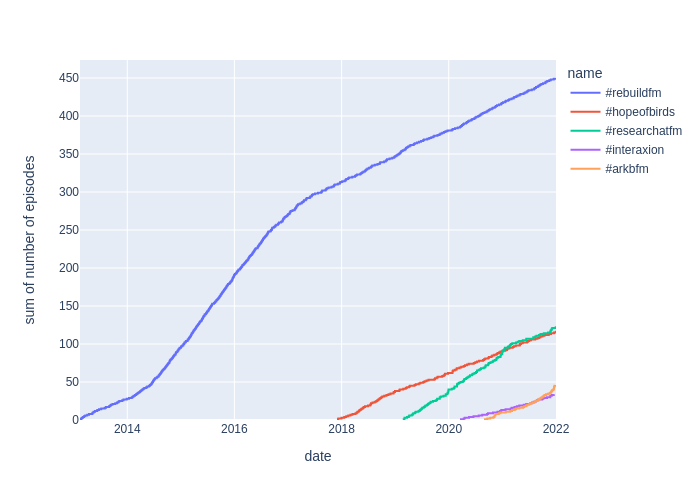 name
#rebuildfm
#hopeofbirds
#researchatfm
#interaxion
#arkbfm
sum of number of episodes
450
400
350
300
250
200
150
100
50
0
2014
2016
2018
2020
2022
date